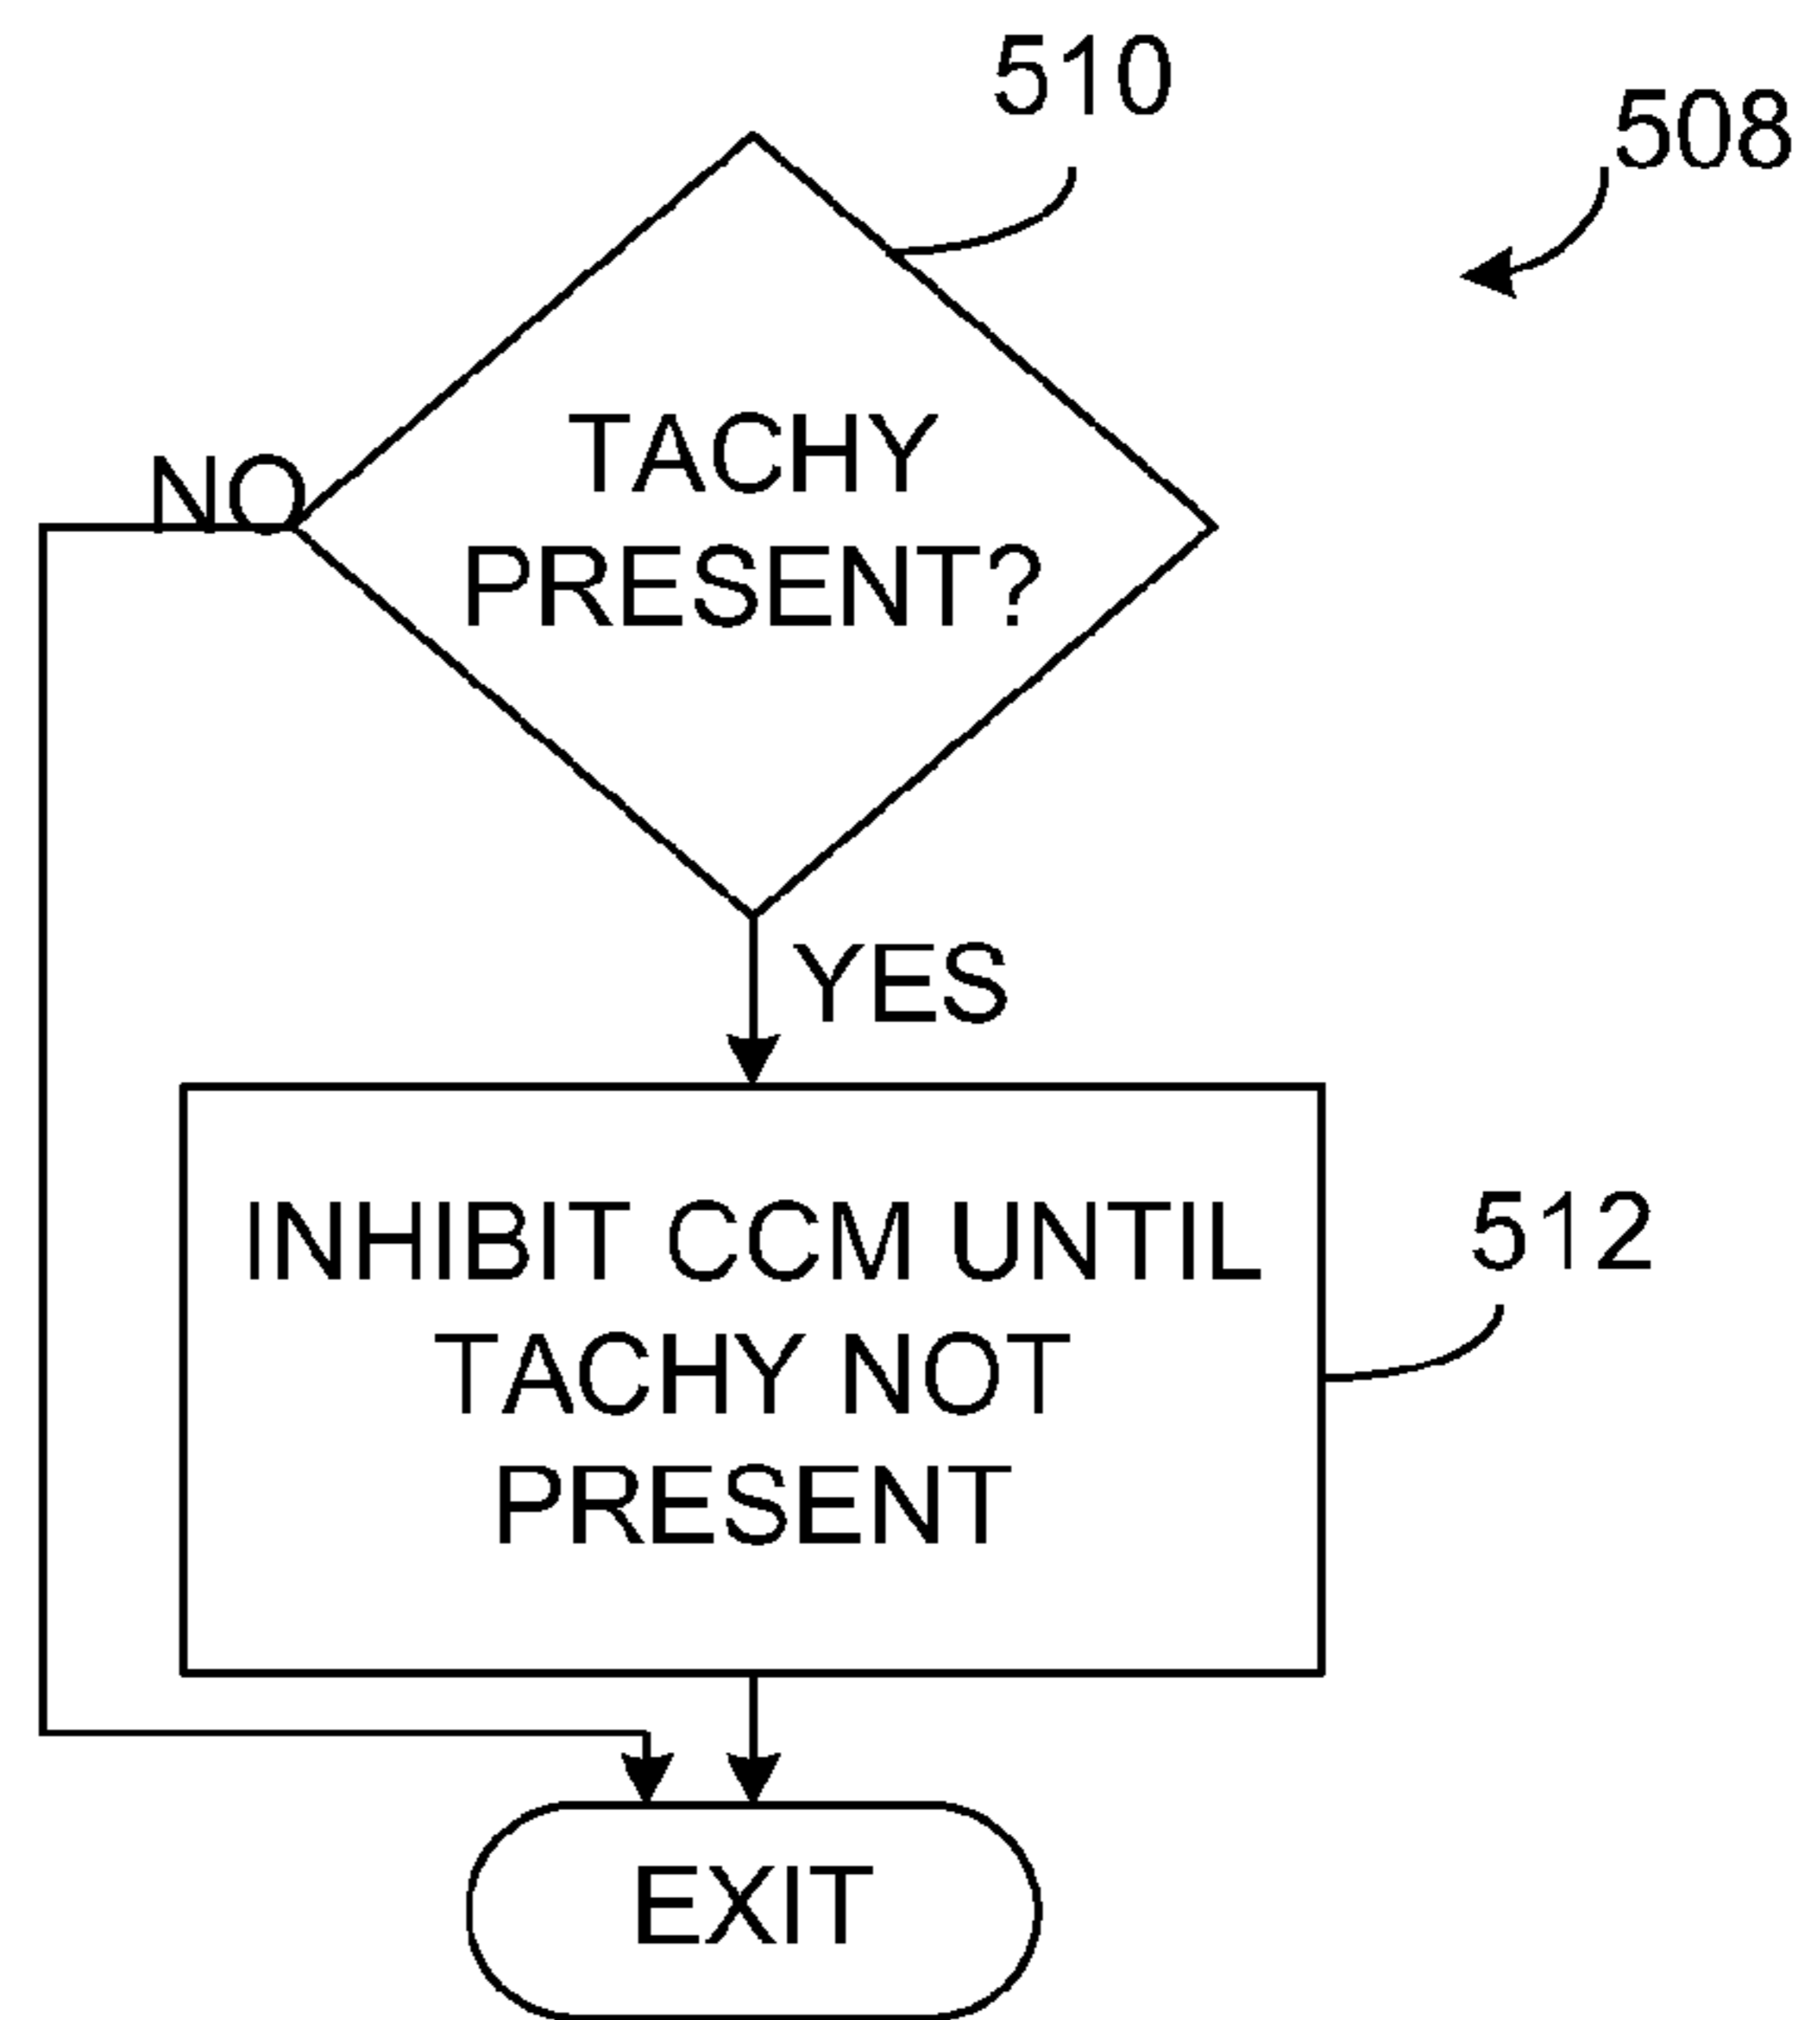 510
508
TACHY
PRESENT?
NO
YES
INHIBIT CCM UNTIL
TACHY NOT
PRESENT
512
EXIT